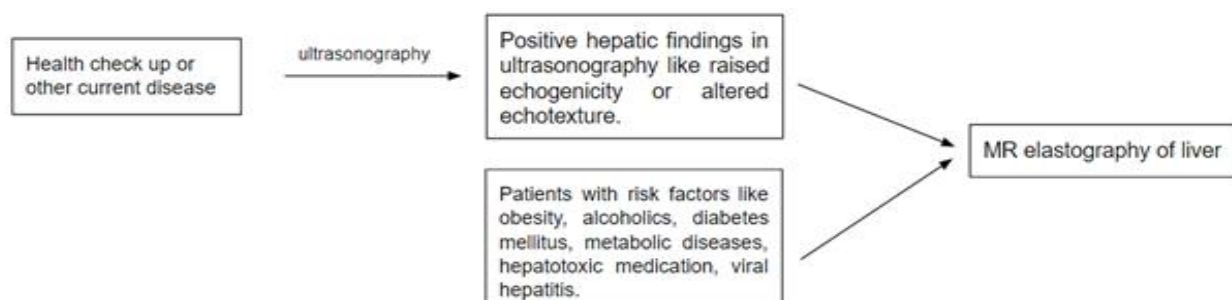 Health check up or
other current disease
ultrasonography
Positive hepatic findings in
ultrasonography like raised
echogenicity or altered
echotexture.
Patients with risk factors like
obesity, alcoholics, diabetes
mellitus, metabolic diseases,
hepatotoxic medication, viral
hepatitis.
MR elastography of liver